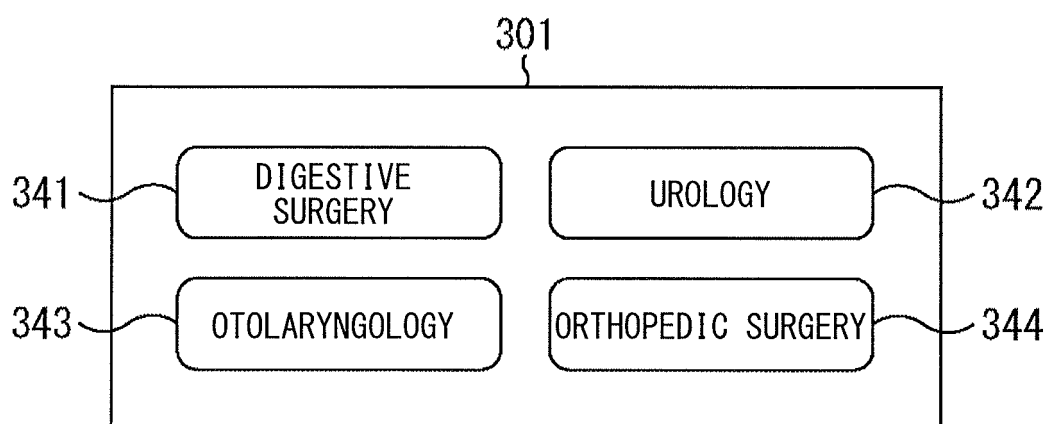 301
341
DIGESTIVE
SURGERY
UROLOGY
342
343
OTOLARYNGOLOGY
ORTHOPEDIC SURGERY
344